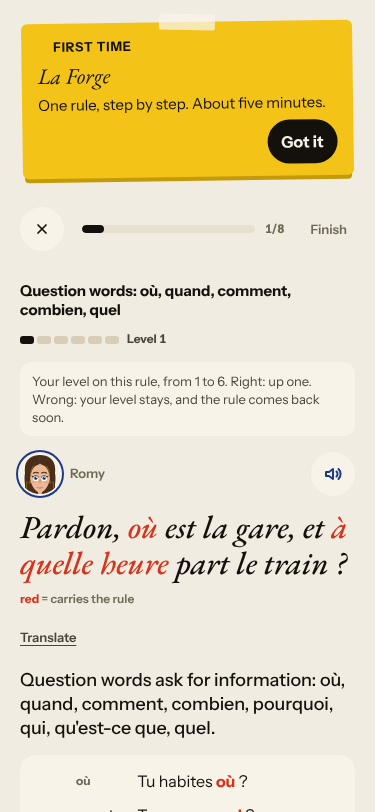 FIRST TIME
La Forge
One rule, step by step. About five minutes.
Got it
1/8
Finish
Question words: où, quand, comment,
combien, quel
Level 1
Your level on this rule, from 1 to 6. Right: up one.
Wrong: your level stays, and the rule comes back
soon.
Romy
Pardon, où est la gare, et à
quelle heure part le train ?
red = carries the rule
Translate
Question words ask for information: où,
quand, comment, combien, pourquoi,
qui, qu'est-ce que, quel.
où
Tu habites où ?